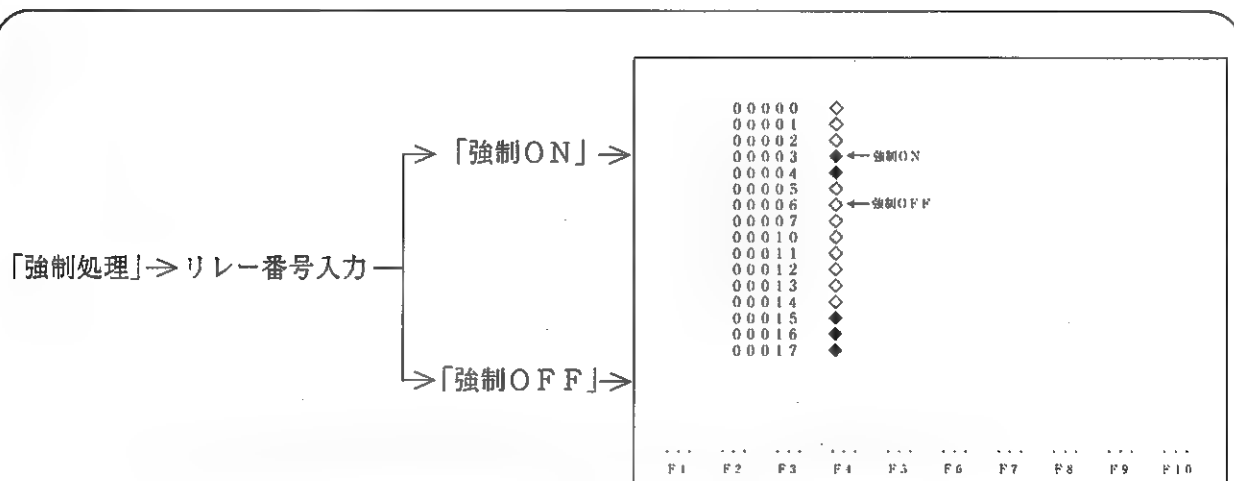 「強制処理」→リレー番号入力
「強制ON」→
「強制OFF」→
00000 ◇
00001 ◇
00002 ◇
00003 ◆ ←強制ON
00004 ◆
00005 ◇
00006 ◇ ←強制OFF
00007 ◇
00010 ◇
00011 ◇
00012 ◇
00013 ◇
00014 ◇
00015 ◆
00016 ◆
00017 ◆
... ... ... ... ... ... ... ... ... ...
F1 F2 F3 F4 F5 F6 F7 F8 F9 F10